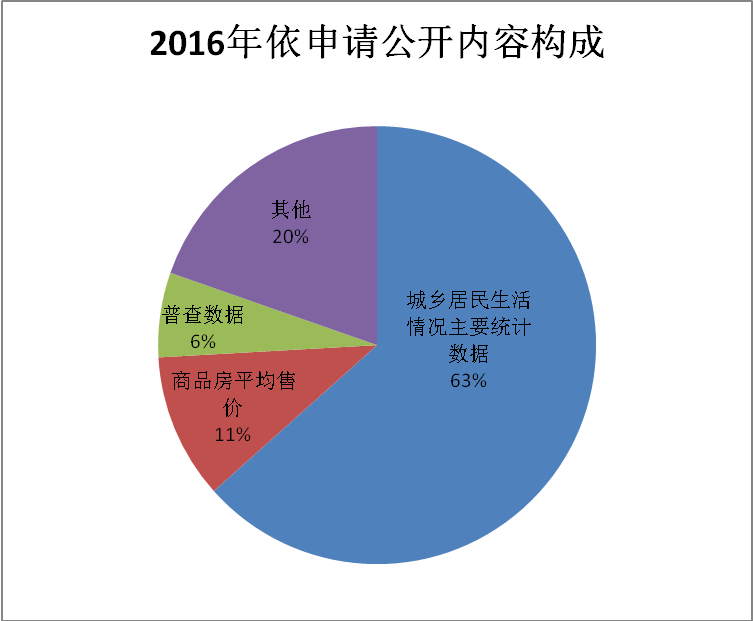 2016年依申请公开内容构成
其他
20%
城乡居民生活
情况主要统计
数据
63%
普查数据
6%
商品房平均售
价
11%